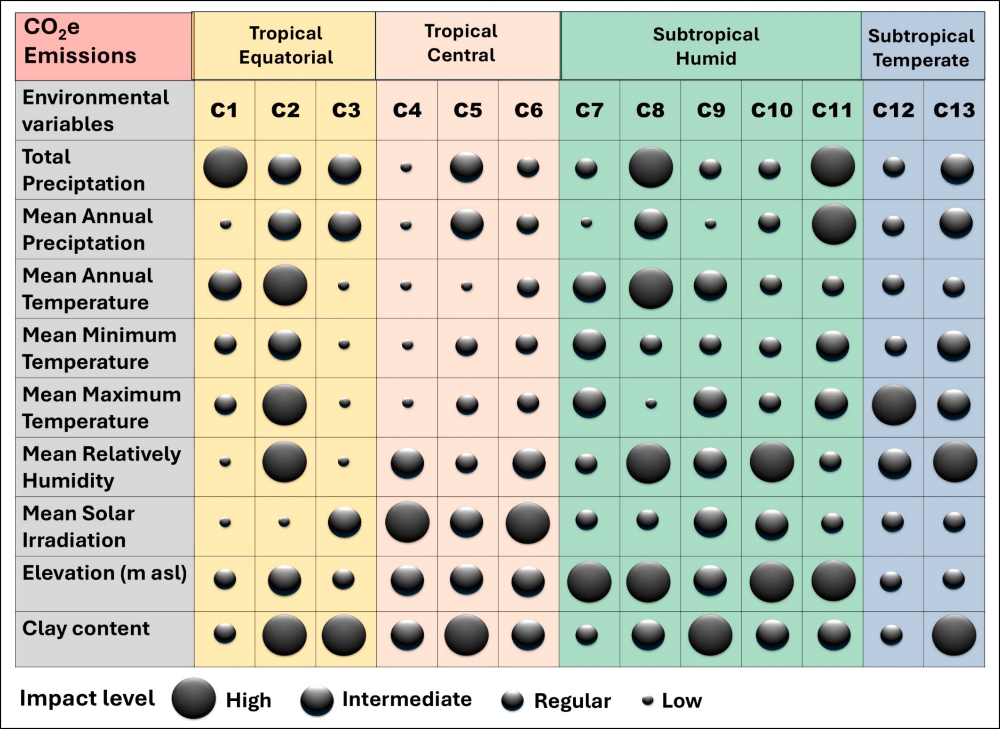 CO₂e
Emissions
Tropical
Equatorial
Tropical
Central
Subtropical
Humid
Subtropical
Temperate
Environmental
variables
C1 C2 C3 C4 C5 C6 C7 C8 C9 C10 C11 C12 C13
Total
Preciptation
Mean Annual
Preciptation
Mean Annual
Temperature
Mean Minimum
Temperature
Mean Maximum
Temperature
Mean Relatively
Humidity
Mean Solar
Irradiation
Elevation (m asl)
Clay content
Impact level High Intermediate Regular Low